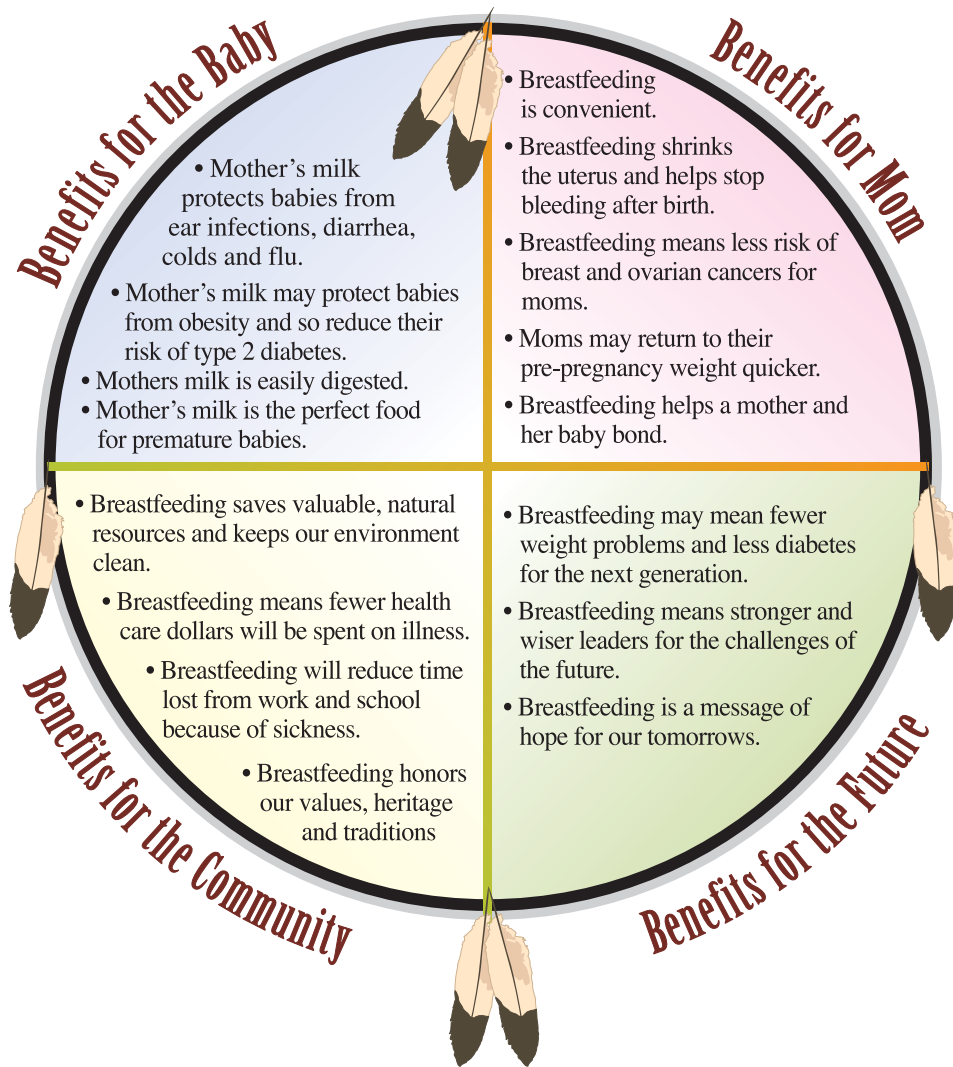 Benefits for the Baby
• Mother's milk
protects babies from
ear infections, diarrhea,
colds and flu.
• Mother's milk may protect babies
from obesity and so reduce their
risk of type 2 diabetes.
• Mothers milk is easily digested.
• Mother's milk is the perfect food
for premature babies.
Benefits for Mom
• Breastfeeding
is convenient.
• Breastfeeding shrinks
the uterus and helps stop
bleeding after birth.
• Breastfeeding means less risk of
breast and ovarian cancers for
moms.
• Moms may return to their
pre-pregnancy weight quicker.
• Breastfeeding helps a mother and
her baby bond.
Benefits for the Community
• Breastfeeding saves valuable, natural
resources and keeps our environment
clean.
• Breastfeeding means fewer health
care dollars will be spent on illness.
• Breastfeeding will reduce time
lost from work and school
because of sickness.
• Breastfeeding honors
our values, heritage
and traditions
Benefits for the Future
• Breastfeeding may mean fewer
weight problems and less diabetes
for the next generation.
• Breastfeeding means stronger and
wiser leaders for the challenges of
the future.
• Breastfeeding is a message of
hope for our tomorrows.